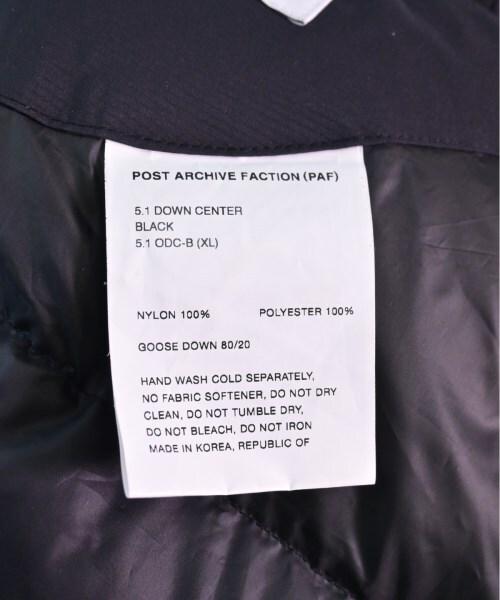 POST ARCHIVE FACTION (PAF)
5.1 DOWN CENTER
BLACK
5.1 ODC-B (XL)
NYLON 100% POLYESTER 100%
GOOSE DOWN 80/20
HAND WASH COLD SEPARATELY,
NO FABRIC SOFTENER, DO NOT DRY
CLEAN, DO NOT TUMBLE DRY,
DO NOT BLEACH, DO NOT IRON
MADE IN KOREA, REPUBLIC OF